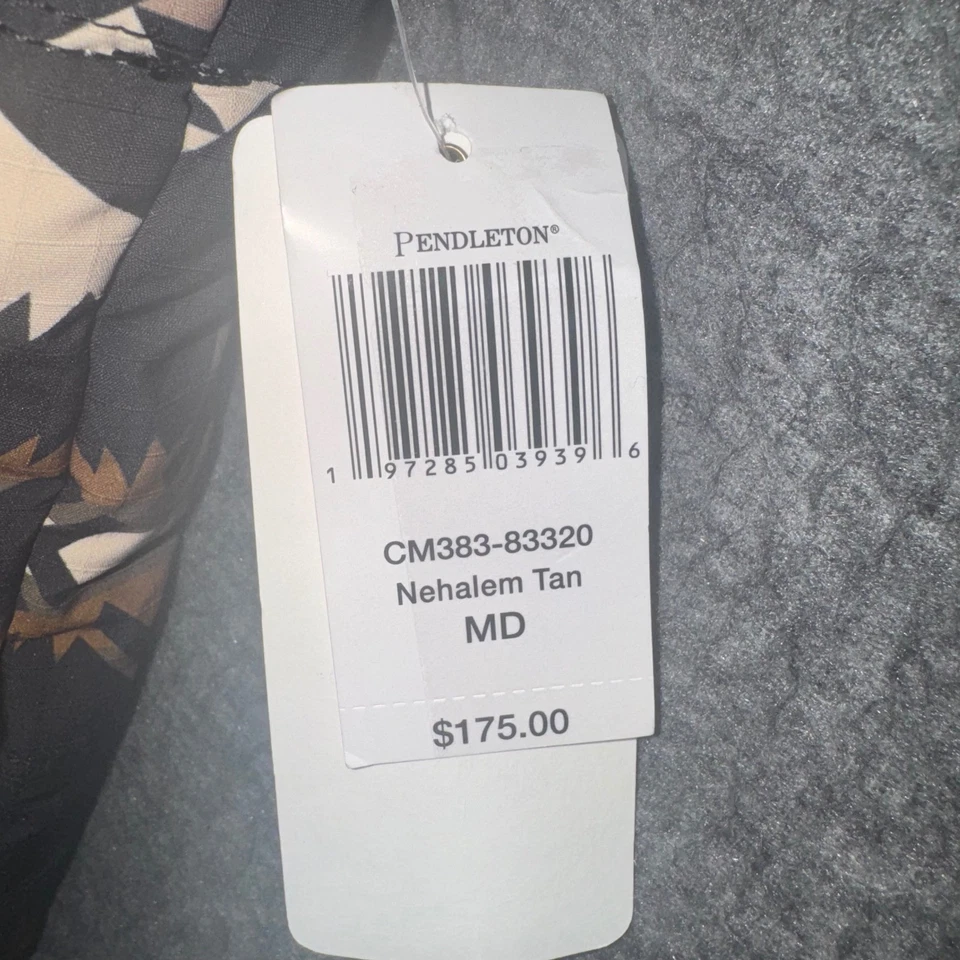 PENDLETON®
1 97285 03939 6
CM383-83320
Nehalem Tan
MD
$175.00